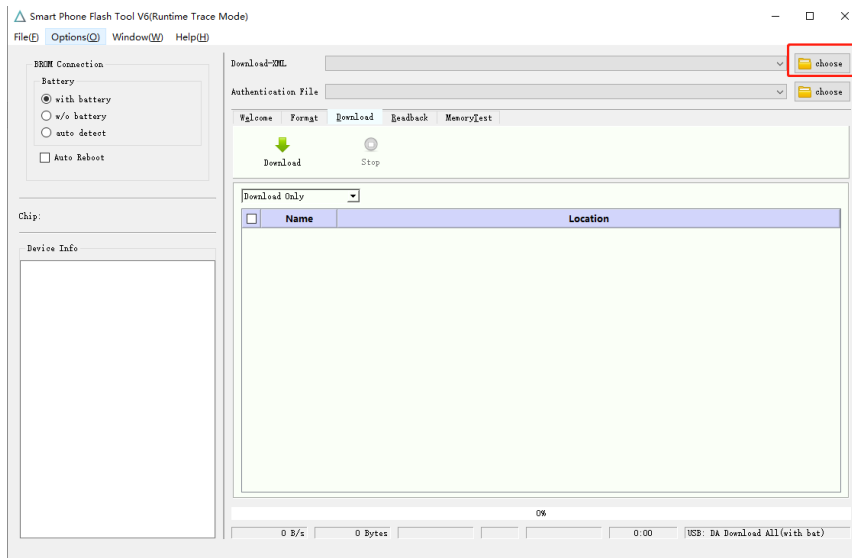 Smart Phone Flash Tool V6(Runtime Trace Mode)
File(F) Options(O) Window(W) Help(H)
BROM Connection
Battery
with battery
w/o battery
auto detect
Auto Reboot
Chip:
Device Info
Download-XML
choose
Authentication File
choose
Welcome Format Download Readback MemoryTest
Download Stop
Download Only
Name Location
0%
0 B/s 0 Bytes 0:00 USB: DA Download All(with bat)